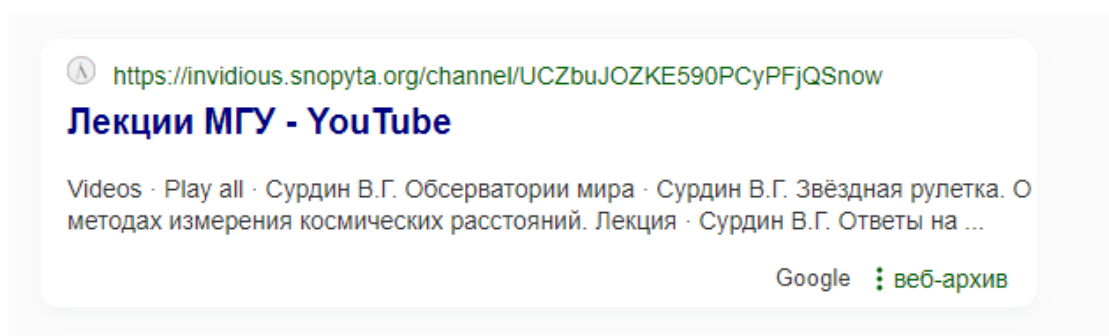 https://invidious.snopyta.org/channel/UCZbuJOZKE590PCyPFjQSnow
Лекции МГУ - YouTube
Videos · Play all · Сурдин В.Г. Обсерватории мира · Сурдин В.Г. Звёздная рулетка. О
методах измерения космических расстояний. Лекция · Сурдин В.Г. Ответы на ...
Google ⋮ веб-архив